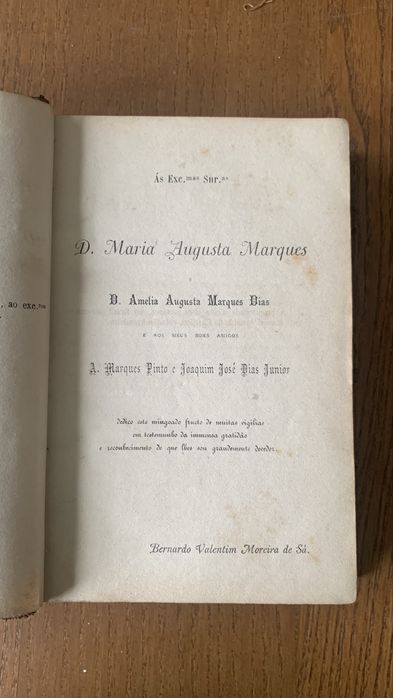 . ao exc.mo
Ás Exc.mas Snr.as
D. Maria Augusta Marques
E
D. Amelia Augusta Marques Dias
E AOS MEUS BONS AMIGOS
A. Marques Pinto e Joaquim José Dias Junior
dedico este mingoado fructo de muitas vigilias
em testemunho da immensa gratidão
e reconhecimento de que lhes sou grandemente devedor.
Bernardo Valentim Moreira de Sá.